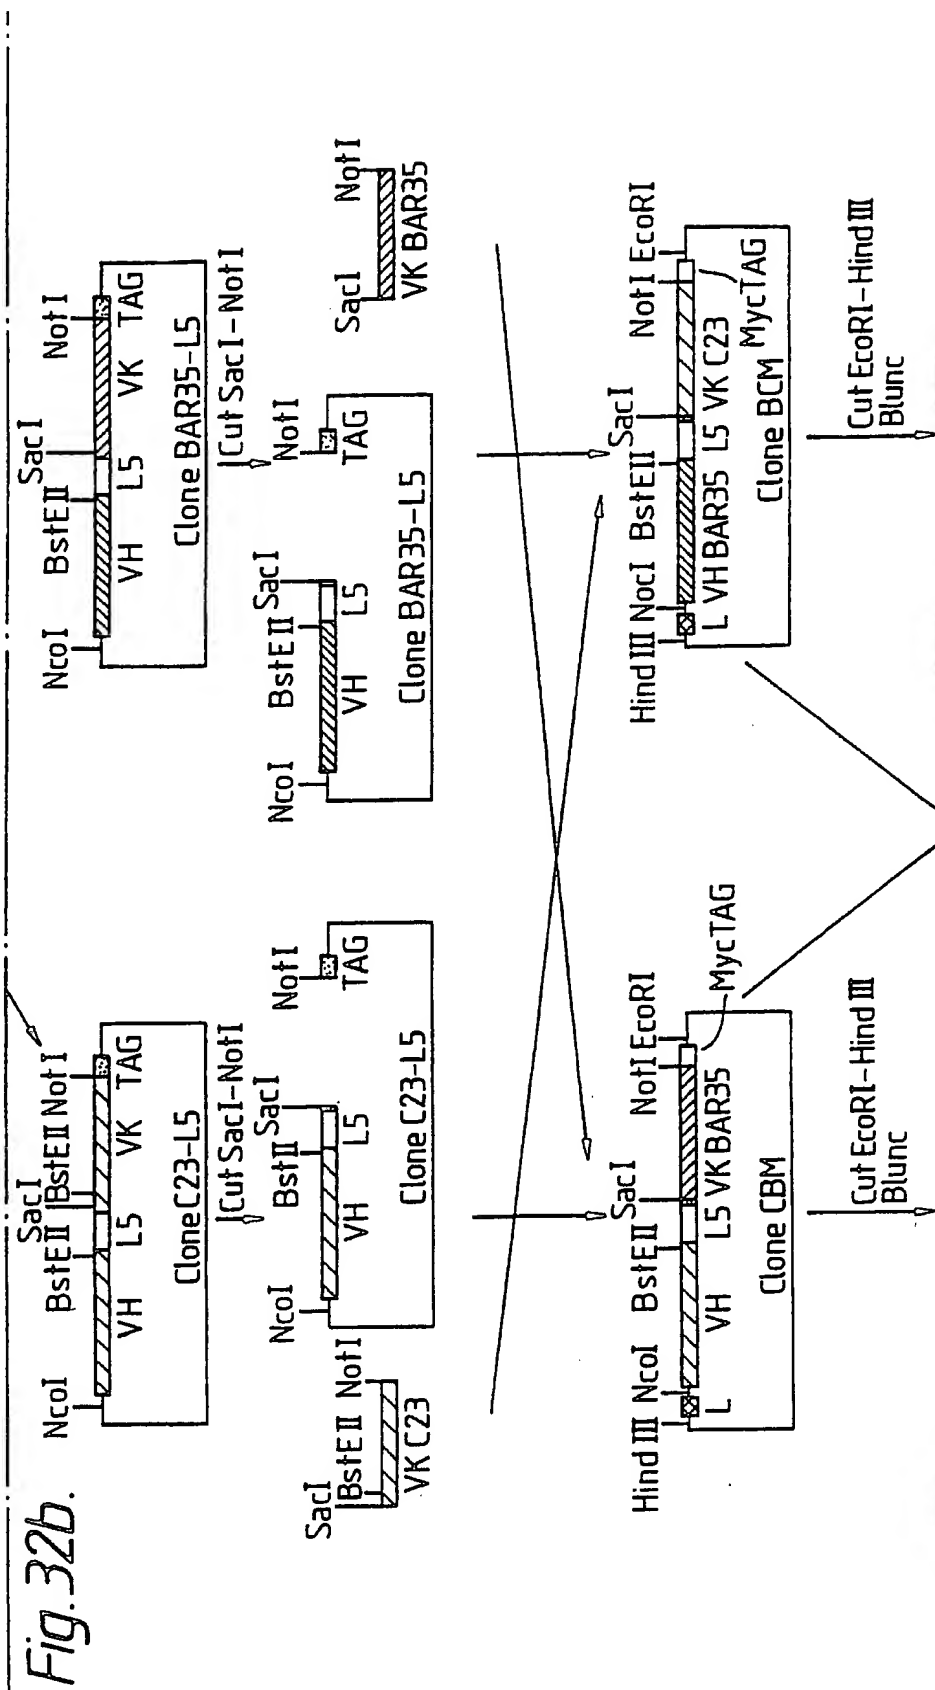 Fig. 32b.
NcoI BstEII SacI BstEII NotI
VH L5 VK TAG
Clone C23-L5
Cut SacI-NotI
NcoI BstEII SacI NotI
VH L5 VK TAG
Clone BAR35-L5
Cut SacI-NotI
SacI BstEII NotI
VK C23
NcoI BstII SacI NotI
VH L5 TAG
Clone C23-L5
NcoI BstEII SacI NotI
VH L5 TAG
Clone BAR35-L5
SacI NotI
VK BAR35
Hind III NcoI BstEII SacI NotI EcoRI
L VH L5 VK BAR35
MycTAG
Clone CBM
Cut EcoRI-Hind III
Blunc
Hind III NocI BstEII SacI NotI EcoRI
L VH BAR35 L5 VK C23
MycTAG
Clone BCM
Cut EcoRI-Hind III
Blunc